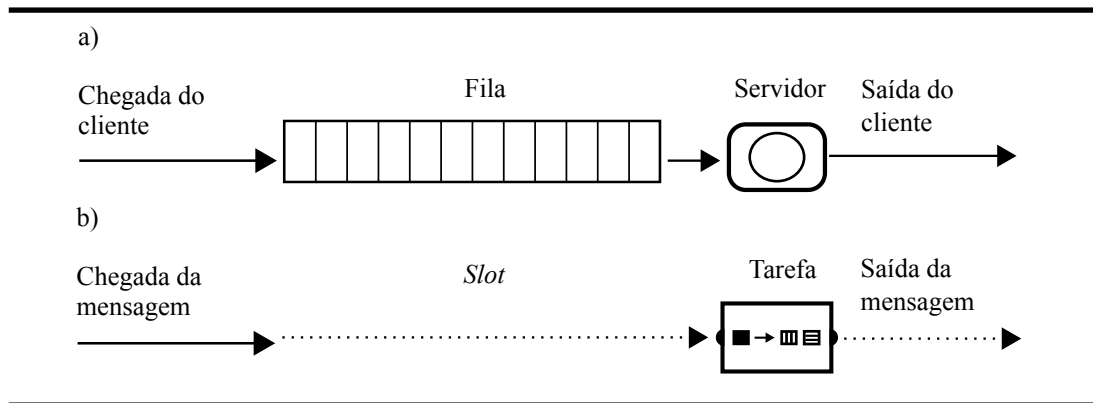 a)
Chegada do
cliente
Fila
Servidor
Saída do
cliente
b)
Chegada da
mensagem
Slot
Tarefa
Saída da
mensagem